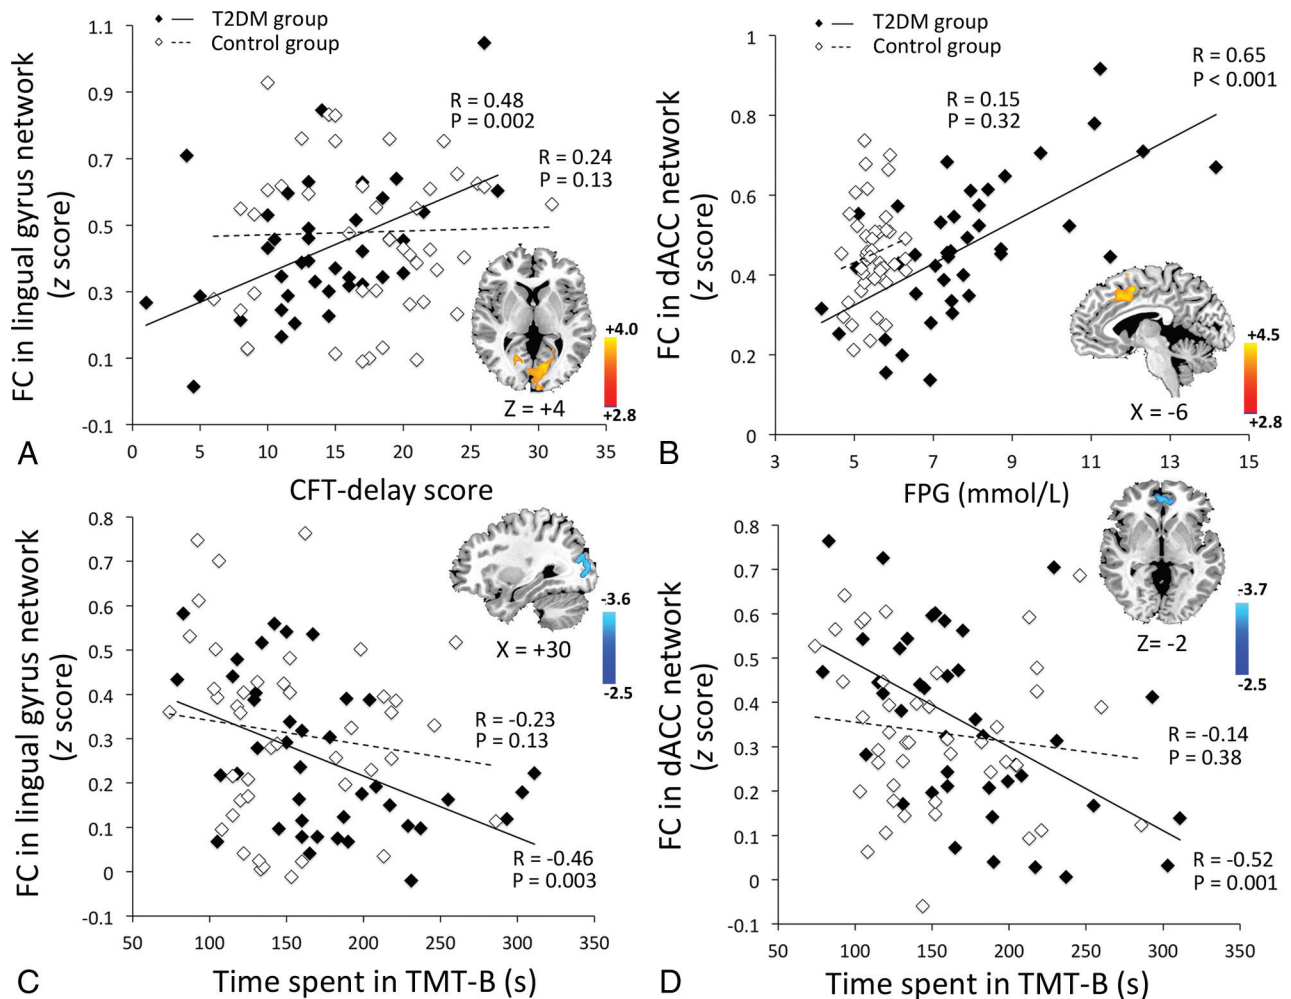 A
T2DM group
Control group
1.1
0.9
0.7
0.5
0.3
0.1
-0.1
FC in lingual gyrus network
(z score)
R = 0.48
P = 0.002
R = 0.24
P = 0.13
+4.0
+2.8
Z = +4
0 5 10 15 20 25 30 35
CFT-delay score
B
T2DM group
Control group
1
0.8
0.6
0.4
0.2
0
FC in dACC network
(z score)
R = 0.15
P = 0.32
R = 0.65
P < 0.001
+4.5
+2.8
X = -6
3 5 7 9 11 13 15
FPG (mmol/L)
C
0.8
0.7
0.6
0.5
0.4
0.3
0.2
0.1
0
-0.1
FC in lingual gyrus network
(z score)
X = +30
-3.6
-2.5
R = -0.23
P = 0.13
R = -0.46
P = 0.003
50 100 150 200 250 300 350
Time spent in TMT-B (s)
D
0.8
0.7
0.6
0.5
0.4
0.3
0.2
0.1
0
-0.1
FC in dACC network
(z score)
Z= -2
-3.7
-2.5
R = -0.14
P = 0.38
R = -0.52
P = 0.001
50 100 150 200 250 300 350
Time spent in TMT-B (s)